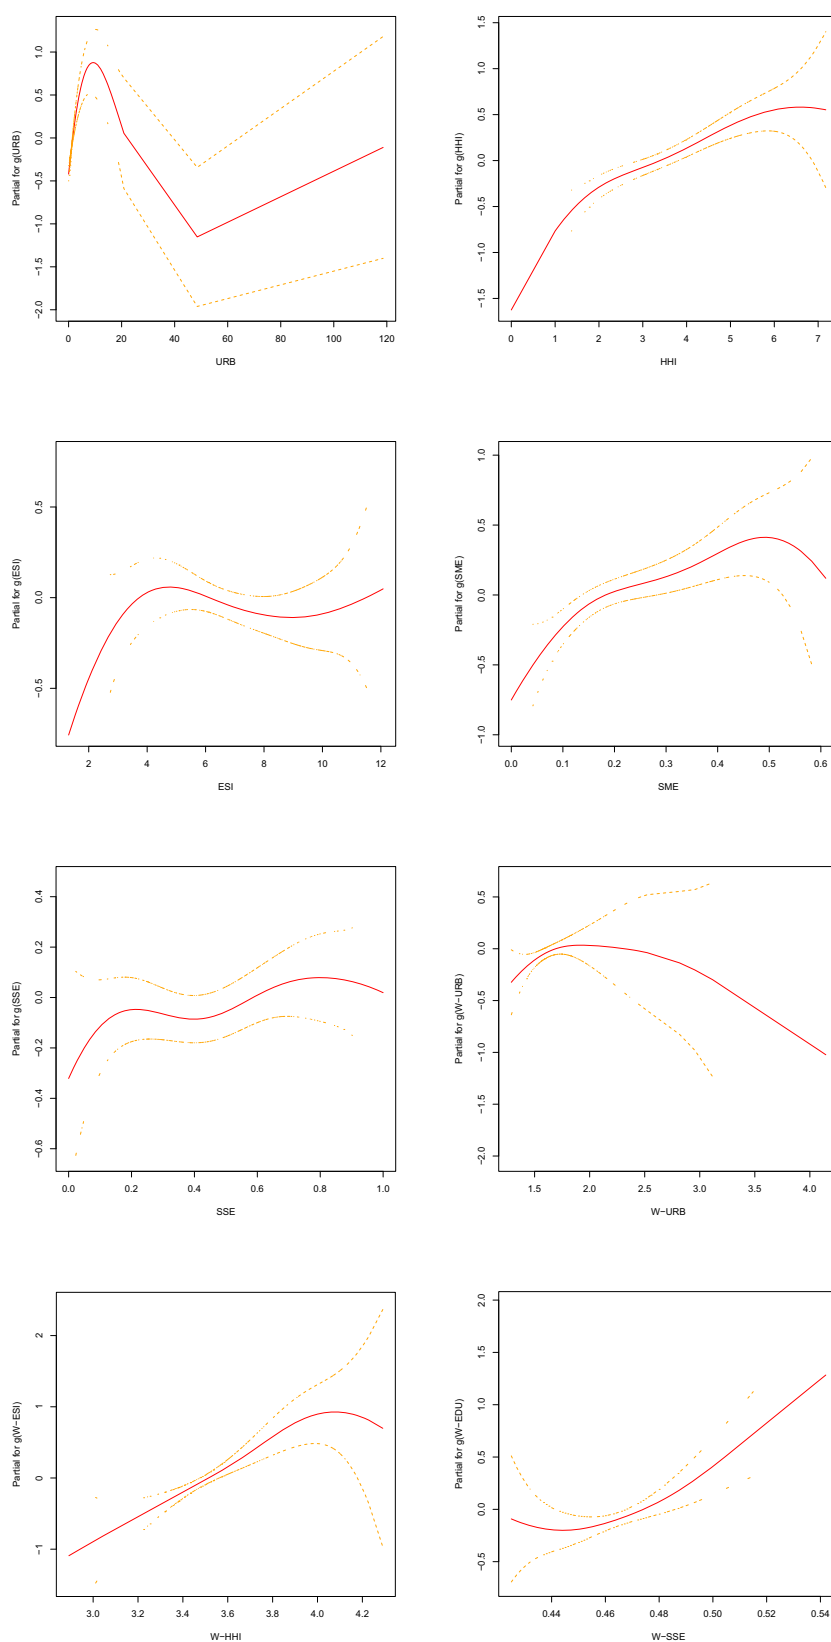 Partial for g(URB)
−2.0 −1.5 −1.0 −0.5 0.0 0.5 1.0
0 20 40 60 80 100 120
URB
Partial for g(HHI)
−1.5 −1.0 −0.5 0.0 0.5 1.0 1.5
0 1 2 3 4 5 6 7
HHI
Partial for g(ESI)
−0.5 0.0 0.5
2 4 6 8 10 12
ESI
Partial for g(SME)
−1.0 −0.5 0.0 0.5 1.0
0.0 0.1 0.2 0.3 0.4 0.5 0.6
SME
Partial for g(SSE)
−0.6 −0.4 −0.2 0.0 0.2 0.4
0.0 0.2 0.4 0.6 0.8 1.0
SSE
Partial for g(W−URB)
−2.0 −1.5 −1.0 −0.5 0.0 0.5
1.5 2.0 2.5 3.0 3.5 4.0
W−URB
Partial for g(W−ESI)
−1 0 1 2
3.0 3.2 3.4 3.6 3.8 4.0 4.2
W−HHI
Partial for g(W−EDU)
−0.5 0.0 0.5 1.0 1.5 2.0
0.44 0.46 0.48 0.50 0.52 0.54
W−SSE